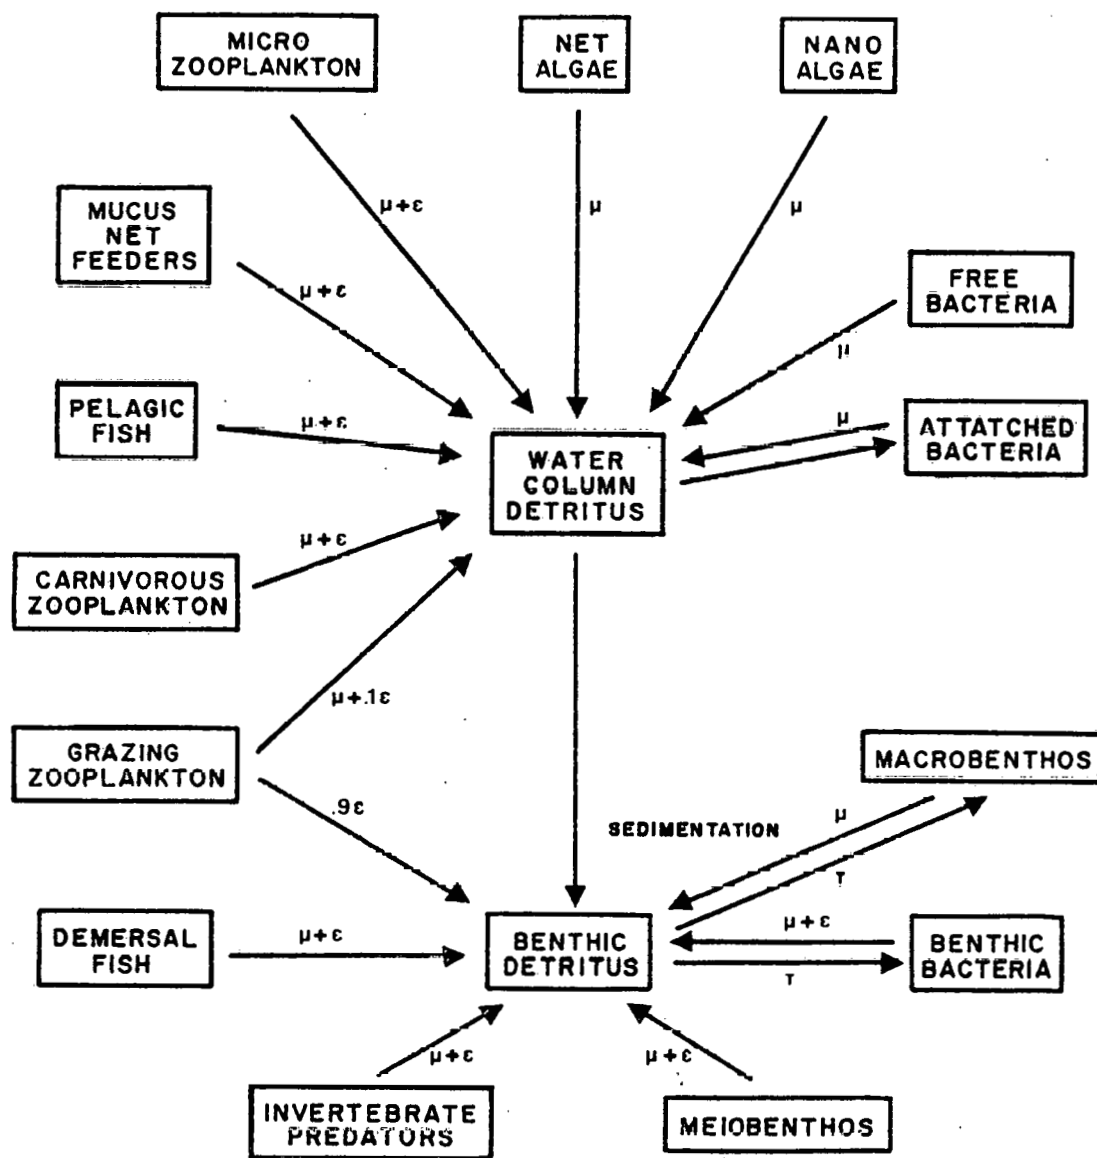 MICRO
ZOOPLANKTON
NET
ALGAE
NANO
ALGAE
MUCUS
NET
FEEDERS
μ+ε
μ
μ
μ+ε
FREE
BACTERIA
μ
PELAGIC
FISH
μ+ε
μ
ATTATCHED
BACTERIA
WATER
COLUMN
DETRITUS
μ+ε
CARNIVOROUS
ZOOPLANKTON
μ+.1ε
GRAZING
ZOOPLANKTON
MACROBENTHOS
.9ε
SEDIMENTATION
μ
T
DEMERSAL
FISH
μ+ε
BENTHIC
DETRITUS
μ+ε
T
BENTHIC
BACTERIA
μ+ε
μ+ε
INVERTEBRATE
PREDATORS
MEIOBENTHOS